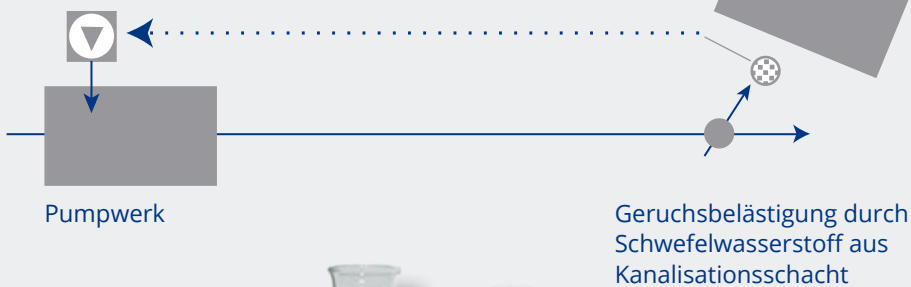 Pumpwerk
Geruchsbelästigung durch
Schwefelwasserstoff aus
Kanalisationsschacht